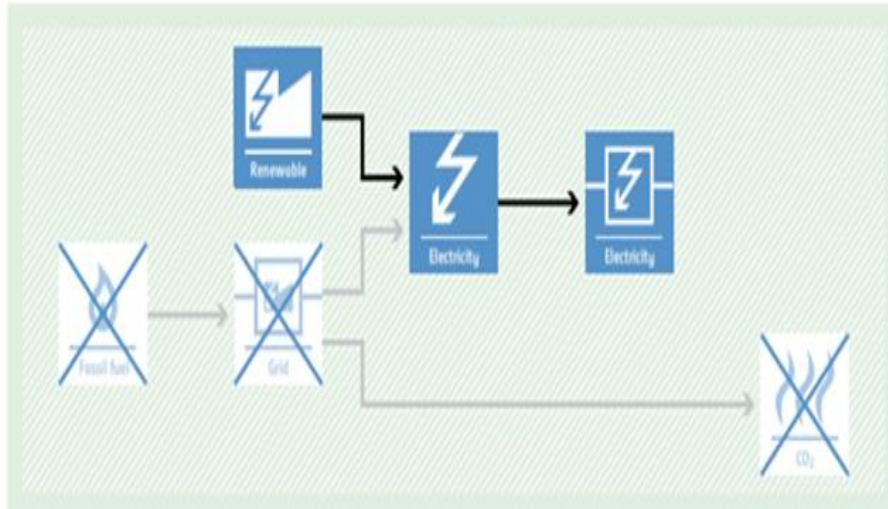 Renewable
Electricity
Electricity
Fossil fuel
Grid
CO₂